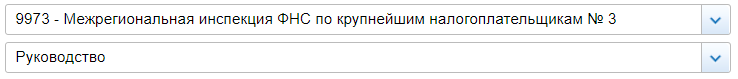 9973 - Межрегиональная инспекция ФНС по крупнейшим налогоплательщикам № 3
Руководство